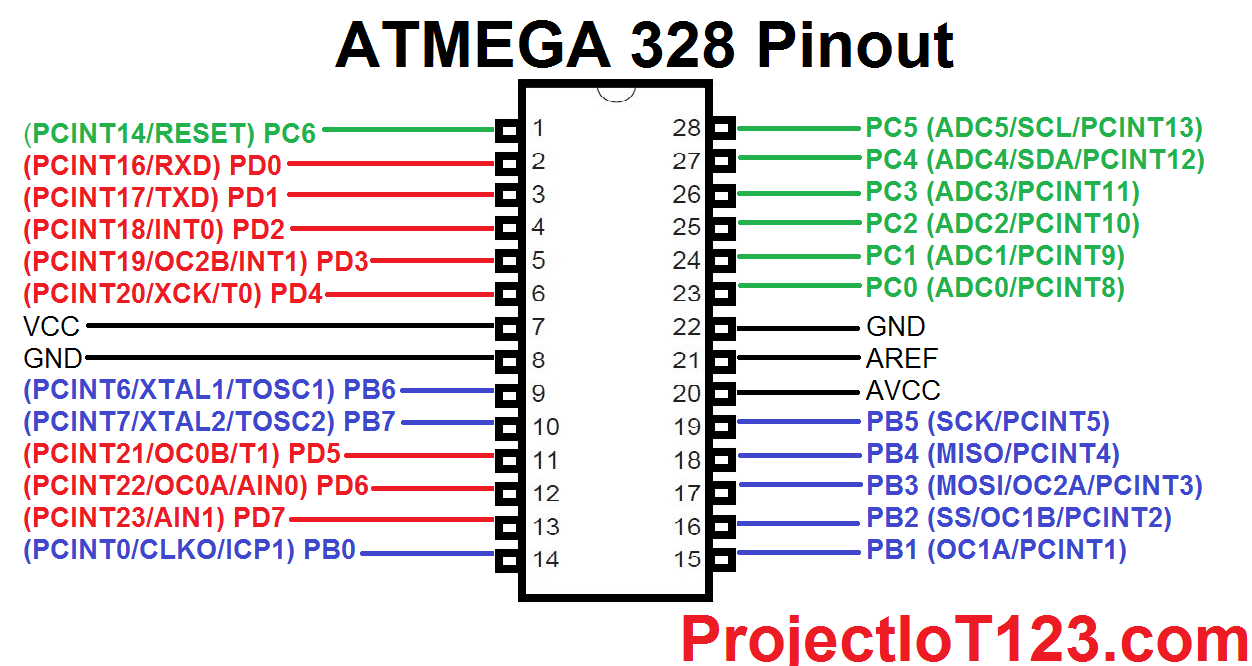 ATMEGA 328 Pinout
(PCINT14/RESET) PC6 1 28 PC5 (ADC5/SCL/PCINT13)
(PCINT16/RXD) PD0 2 27 PC4 (ADC4/SDA/PCINT12)
(PCINT17/TXD) PD1 3 26 PC3 (ADC3/PCINT11)
(PCINT18/INT0) PD2 4 25 PC2 (ADC2/PCINT10)
(PCINT19/OC2B/INT1) PD3 5 24 PC1 (ADC1/PCINT9)
(PCINT20/XCK/T0) PD4 6 23 PC0 (ADC0/PCINT8)
VCC 7 22 GND
GND 8 21 AREF
(PCINT6/XTAL1/TOSC1) PB6 9 20 AVCC
(PCINT7/XTAL2/TOSC2) PB7 10 19 PB5 (SCK/PCINT5)
(PCINT21/OC0B/T1) PD5 11 18 PB4 (MISO/PCINT4)
(PCINT22/OC0A/AIN0) PD6 12 17 PB3 (MOSI/OC2A/PCINT3)
(PCINT23/AIN1) PD7 13 16 PB2 (SS/OC1B/PCINT2)
(PCINT0/CLKO/ICP1) PB0 14 15 PB1 (OC1A/PCINT1)
ProjectIoT123.com